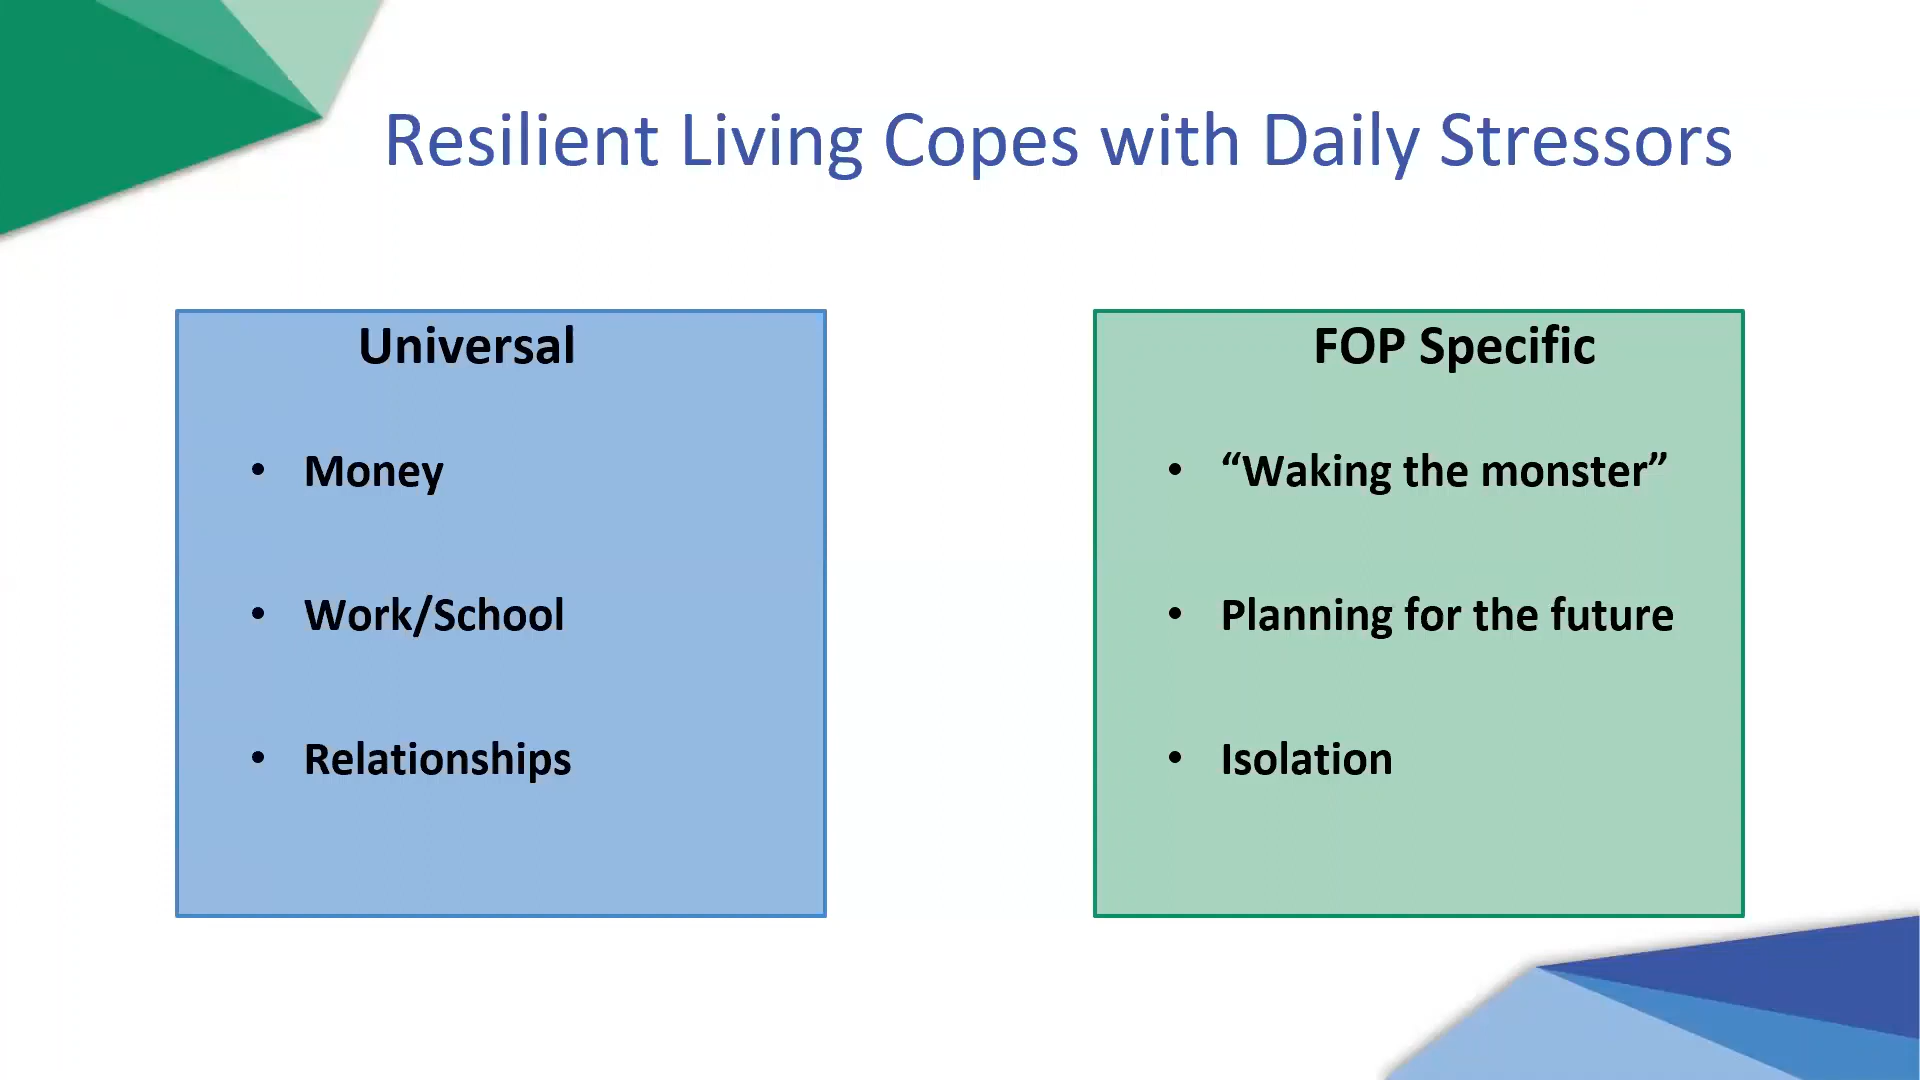 Resilient Living Copes with Daily Stressors
Universal
• Money
• Work/School
• Relationships
FOP Specific
• “Waking the monster”
• Planning for the future
• Isolation